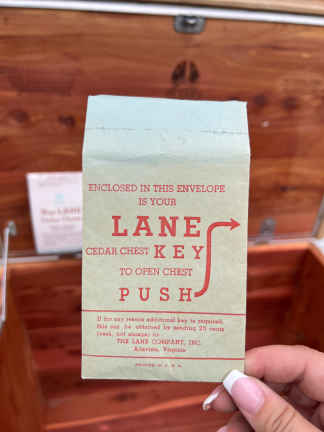 ENCLOSED IN THIS ENVELOPE
IS YOUR
LANE
CEDAR CHEST KEY
TO OPEN CHEST
PUSH
If for any reason additional key is required,
this can be obtained by sending 25 cents
(cash, not stamps) to
THE LANE COMPANY, INC.
Altavista, Virginia
PRINTED IN U. S. A.